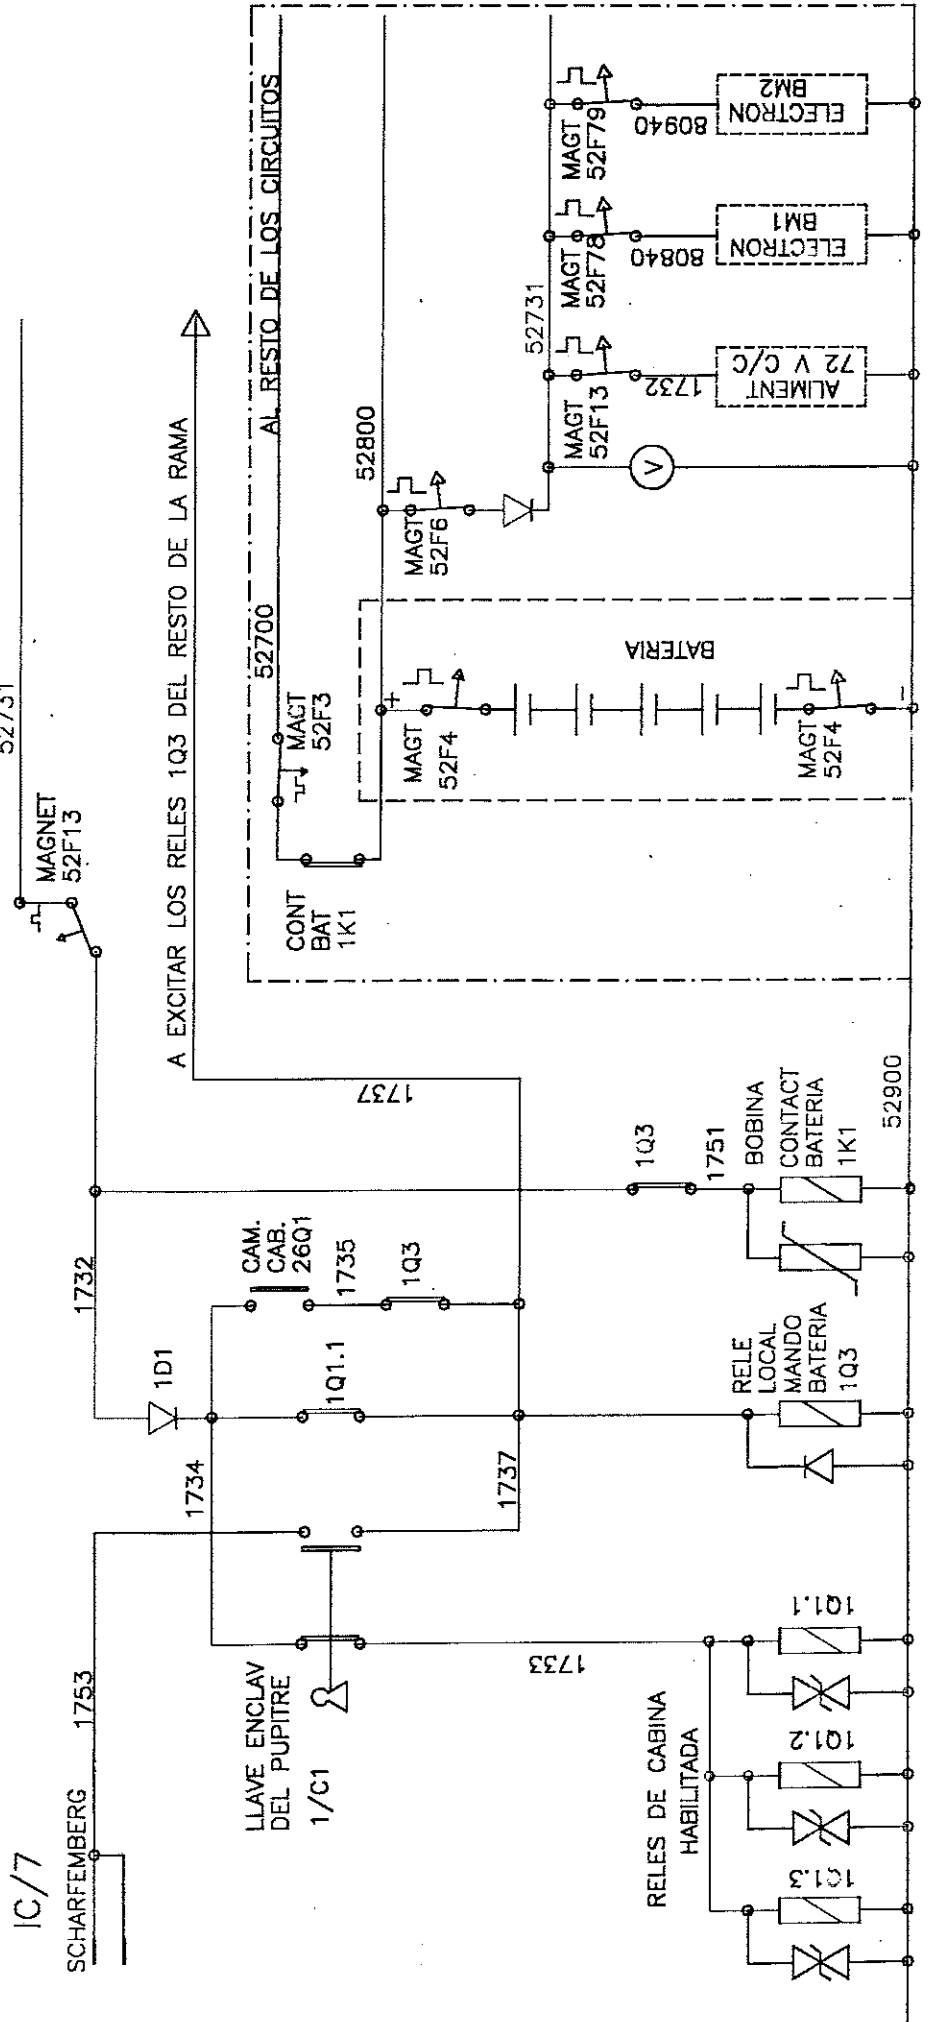 IC/7
SCHARFEMBERG
1753
LLAVE ENCLAV
DEL PUPITRE
1/C1
1734
1737
1733
RELES DE CABINA
HABILITADA
1Q1.3
1Q1.2
1Q1.1
1732
1D1
1Q1.1
CAM.
CAB.
26Q1
1735
1Q3
RELE
LOCAL
MANDO
BATERIA
1Q3
1737
1Q3
1751
BOBINA
CONTACT
BATERIA
1K1
52900
MAGNET
52F13
52731
A EXCITAR LOS RELES 1Q3 DEL RESTO DE LA RAMA
CONT
BAT
1K1
MAGT
52F3
52700
AL RESTO DE LOS CIRCUITOS
+
MAGT
52F4
BATERIA
MAGT
52F4
-
52800
MAGT
52F6
V
52731
MAGT
52F13
1732
ALIMENT
72 V C/C
MAGT
52F78
80840
ELECTRON
BM1
MAGT
52F79
80940
ELECTRON
BM2